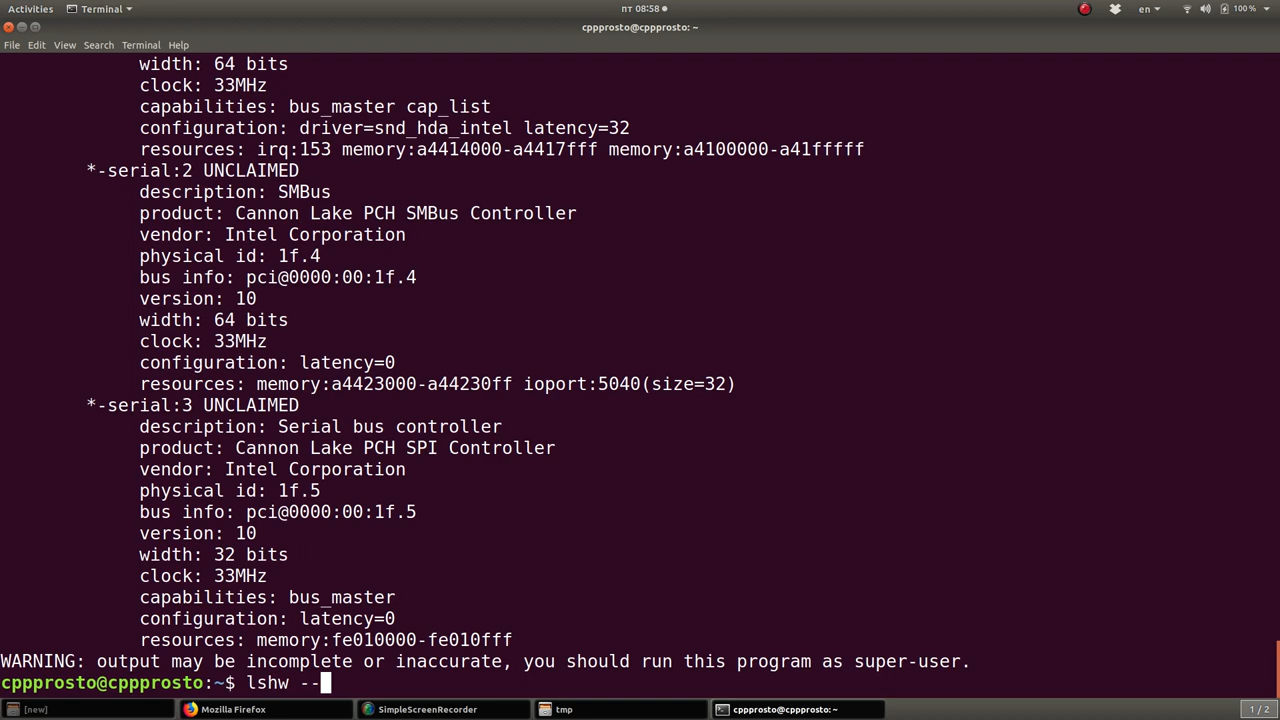 Activities Terminal пт 08:58 en 100 %
cppprosto@cppprosto: ~
File Edit View Search Terminal Help
width: 64 bits
clock: 33MHz
capabilities: bus_master cap_list
configuration: driver=snd_hda_intel latency=32
resources: irq:153 memory:a4414000-a4417fff memory:a4100000-a41fffff
*-serial:2 UNCLAIMED
description: SMBus
product: Cannon Lake PCH SMBus Controller
vendor: Intel Corporation
physical id: 1f.4
bus info: pci@0000:00:1f.4
version: 10
width: 64 bits
clock: 33MHz
configuration: latency=0
resources: memory:a4423000-a44230ff ioport:5040(size=32)
*-serial:3 UNCLAIMED
description: Serial bus controller
product: Cannon Lake PCH SPI Controller
vendor: Intel Corporation
physical id: 1f.5
bus info: pci@0000:00:1f.5
version: 10
width: 32 bits
clock: 33MHz
capabilities: bus_master
configuration: latency=0
resources: memory:fe010000-fe010fff
WARNING: output may be incomplete or inaccurate, you should run this program as super-user.
cppprosto@cppprosto:~$ lshw --
[new] Mozilla Firefox SimpleScreenRecorder tmp cppprosto@cppprosto: ~ 1 / 2